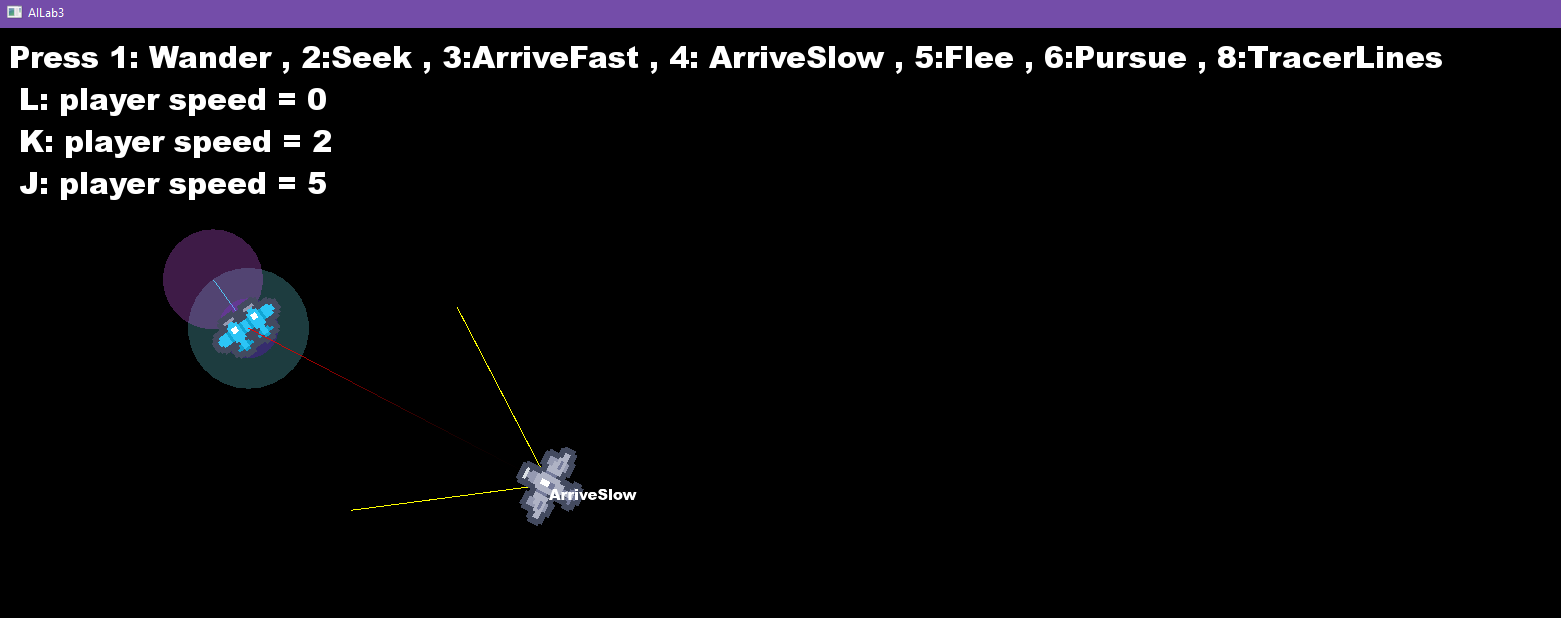 AILab3
Press 1: Wander , 2:Seek , 3:ArriveFast , 4: ArriveSlow , 5:Flee , 6:Pursue , 8:TracerLines
L: player speed = 0
K: player speed = 2
J: player speed = 5
ArriveSlow